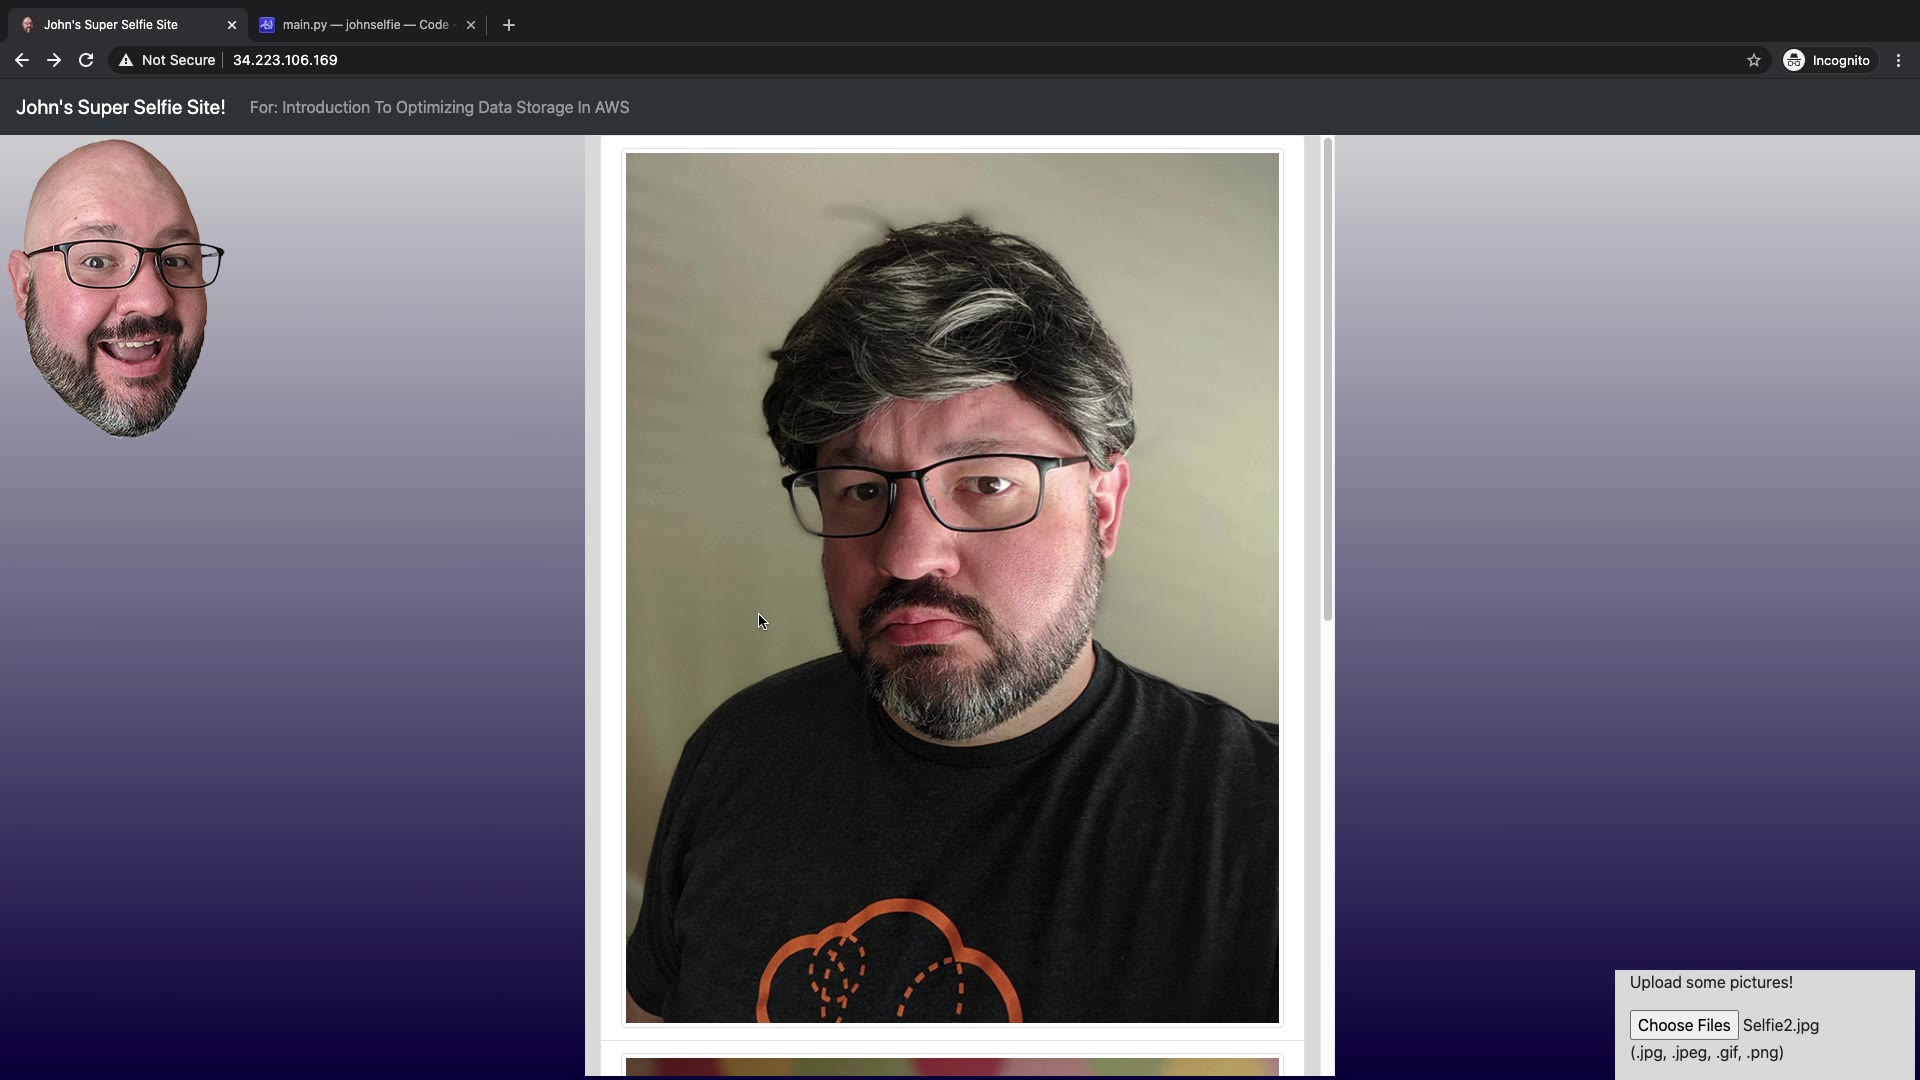 John's Super Selfie Site
main.py — johnselfie — Code
Not Secure
34.223.106.169
Incognito
John's Super Selfie Site!
For: Introduction To Optimizing Data Storage In AWS
Upload some pictures!
Choose Files Selfie2.jpg
(.jpg, .jpeg, .gif, .png)